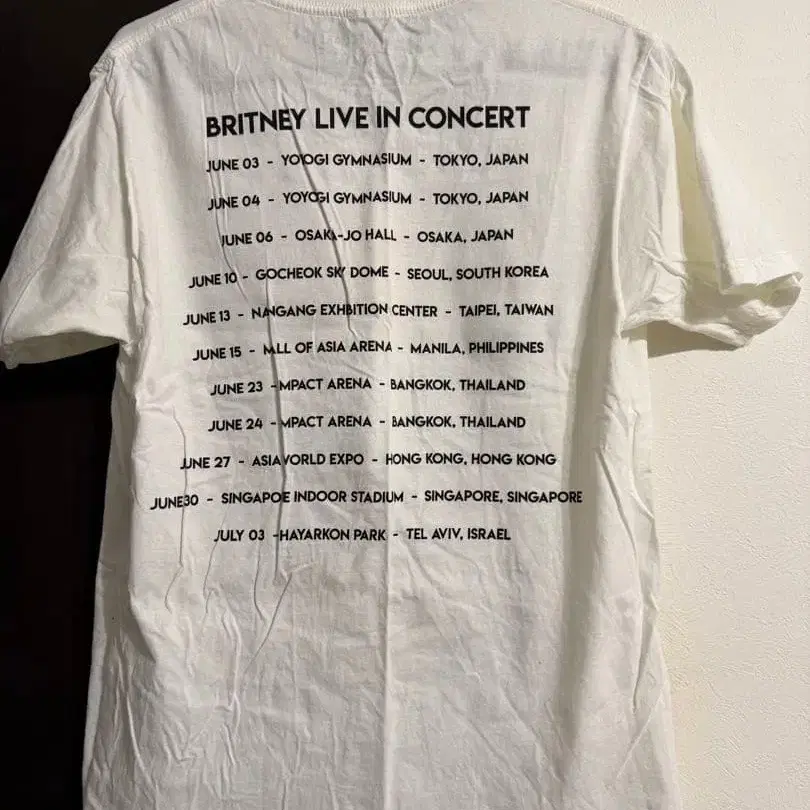 BRITNEY LIVE IN CONCERT
JUNE 03 - YOYOGI GYMNASIUM - TOKYO, JAPAN
JUNE 04 - YOYOGI GYMNASIUM - TOKYO, JAPAN
JUNE 06 - OSAKA-JO HALL - OSAKA, JAPAN
JUNE 10 - GOCHEOK SKY DOME - SEOUL, SOUTH KOREA
JUNE 13 - NANGANG EXHBITION CENTER - TAIPEI, TAIWAN
JUNE 15 - MALL OF ASIA ARENA - MANILA, PHILIPPINES
JUNE 23 - IMPACT ARENA - BANGKOK, THAILAND
JUNE 24 - IMPACT ARENA - BANGKOK, THAILAND
JUNE 27 - ASIAWORLD EXPO - HONG KONG, HONG KONG
JUNE 30 - SINGAPOE INDOOR STADIUM - SINGAPORE, SINGAPORE
JULY 03 - HAYARKON PARK - TEL AVIV, ISRAEL